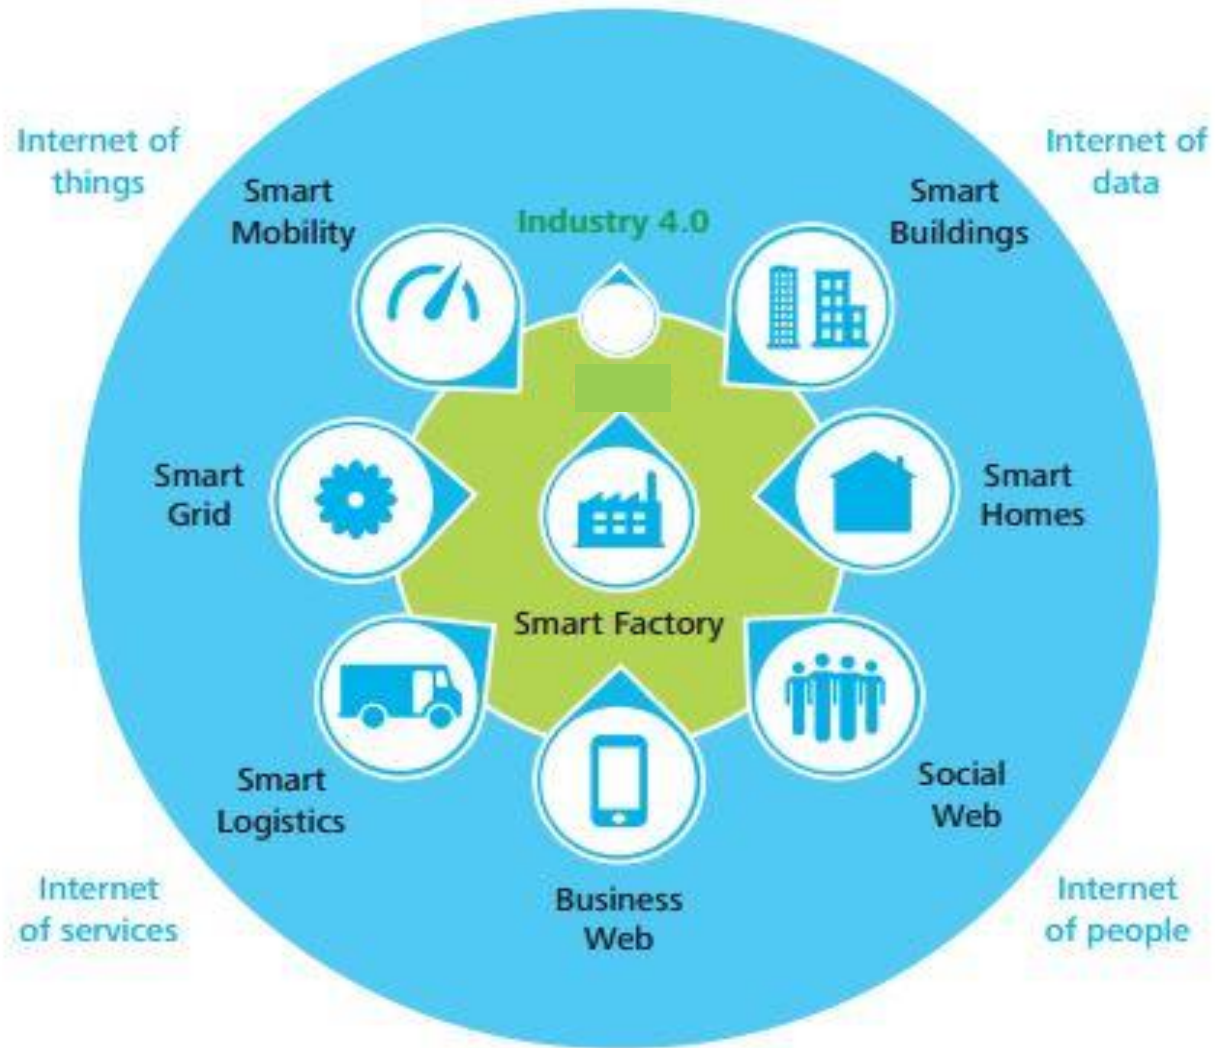 Internet of
things
Internet of
data
Smart
Mobility
Industry 4.0
Smart
Buildings
Smart
Grid
Smart
Homes
Smart Factory
Smart
Logistics
Social
Web
Internet
of services
Business
Web
Internet
of people